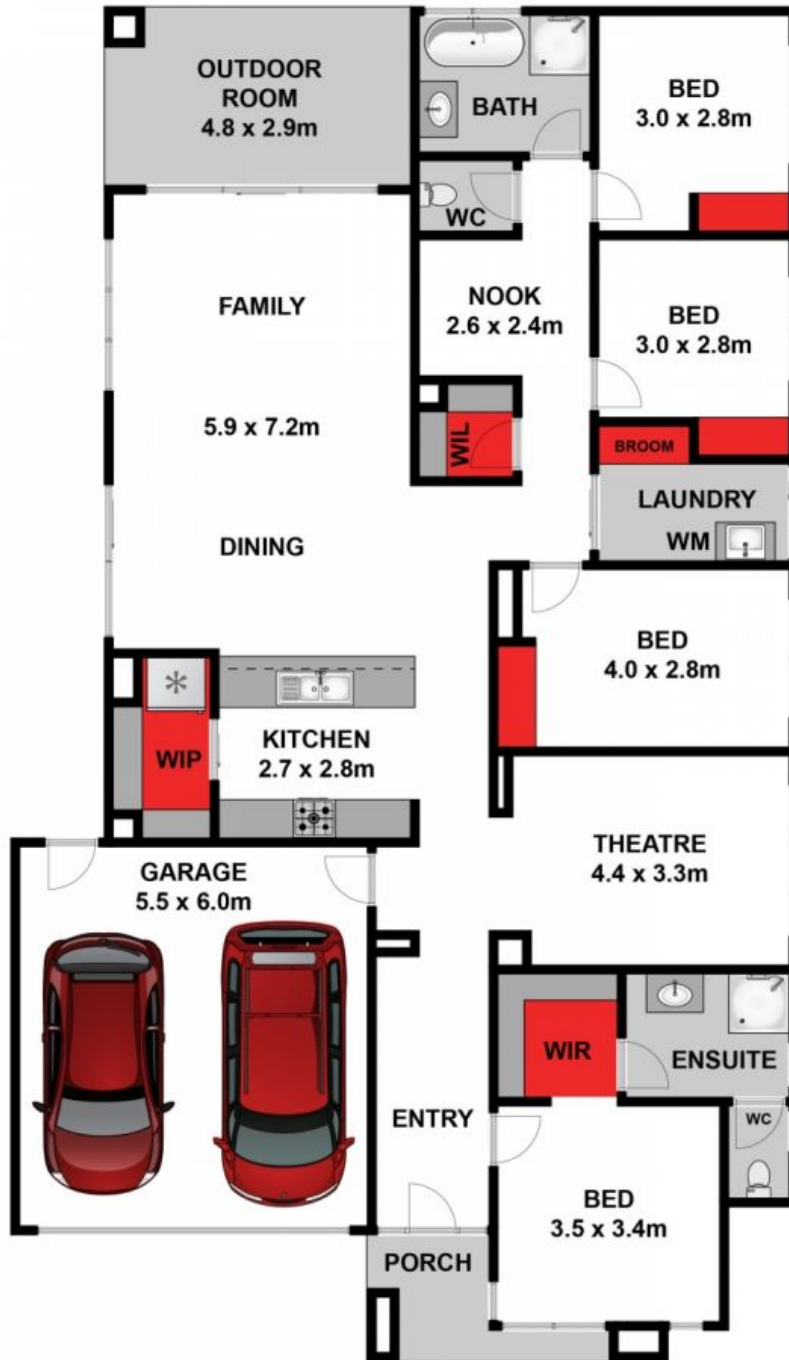 OUTDOOR
ROOM
4.8 x 2.9m
BATH
BED
3.0 x 2.8m
WC
FAMILY
NOOK
2.6 x 2.4m
BED
3.0 x 2.8m
5.9 x 7.2m
WIL
BROOM
LAUNDRY
WM
DINING
BED
4.0 x 2.8m
WIP
KITCHEN
2.7 x 2.8m
GARAGE
5.5 x 6.0m
THEATRE
4.4 x 3.3m
WIR
ENSUITE
ENTRY
WC
BED
3.5 x 3.4m
PORCH